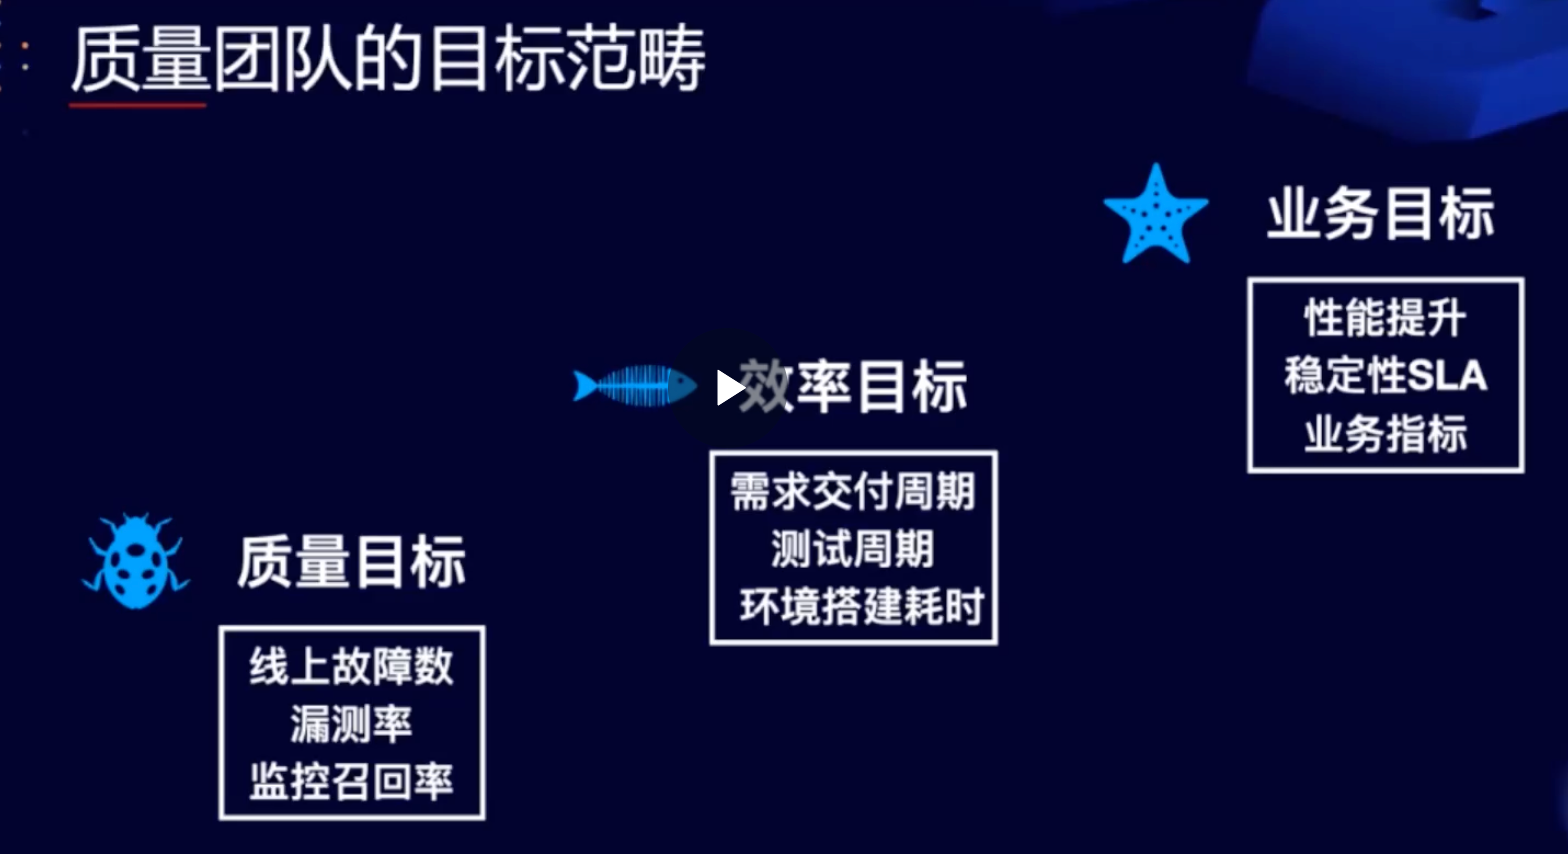 质量团队的目标范畴
业务目标
性能提升
稳定性SLA
业务指标
效率目标
需求交付周期
测试周期
环境搭建耗时
质量目标
线上故障数
漏测率
监控召回率